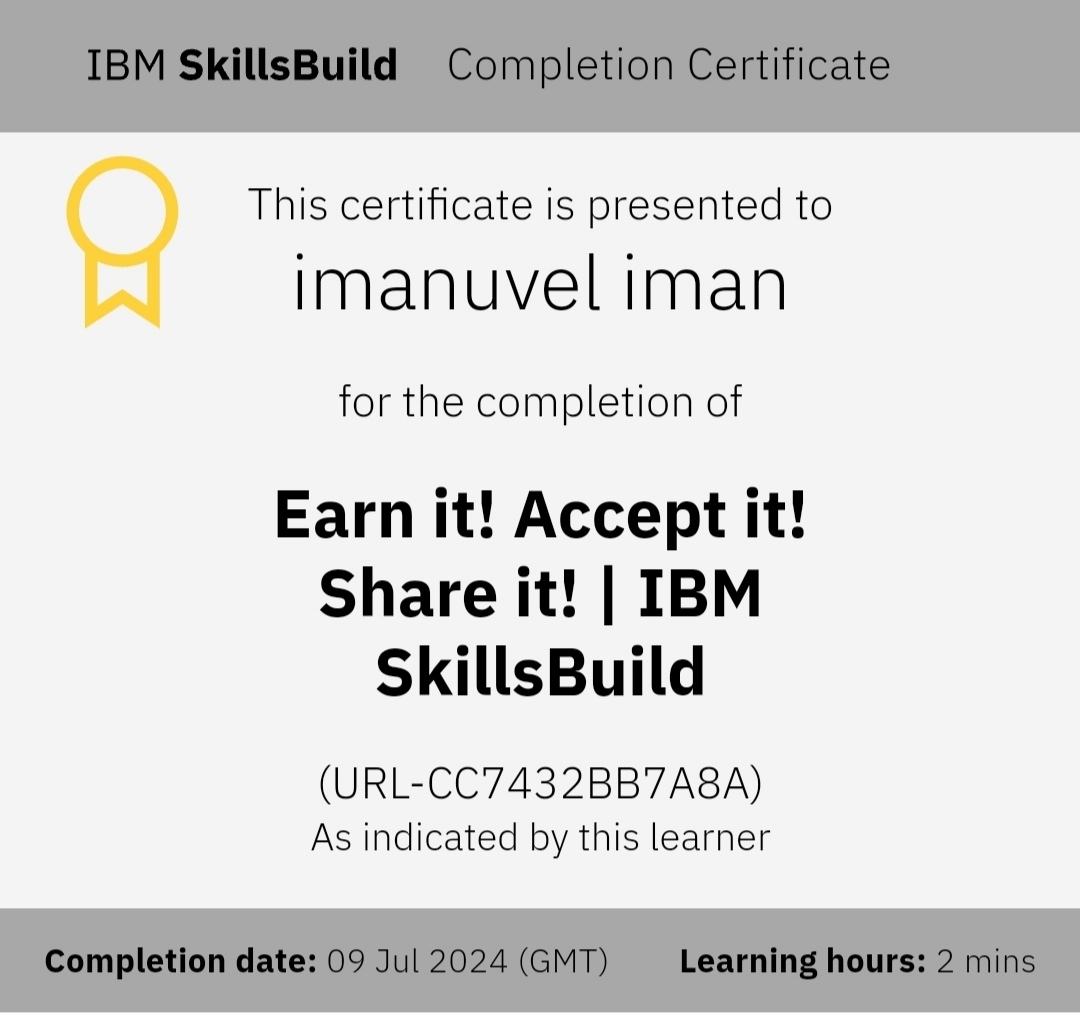 IBM SkillsBuild Completion Certificate
This certificate is presented to
imanuvel iman
for the completion of
Earn it! Accept it!
Share it! | IBM
SkillsBuild
(URL-CC7432BB7A8A)
As indicated by this learner
Completion date: 09 Jul 2024 (GMT) Learning hours: 2 mins